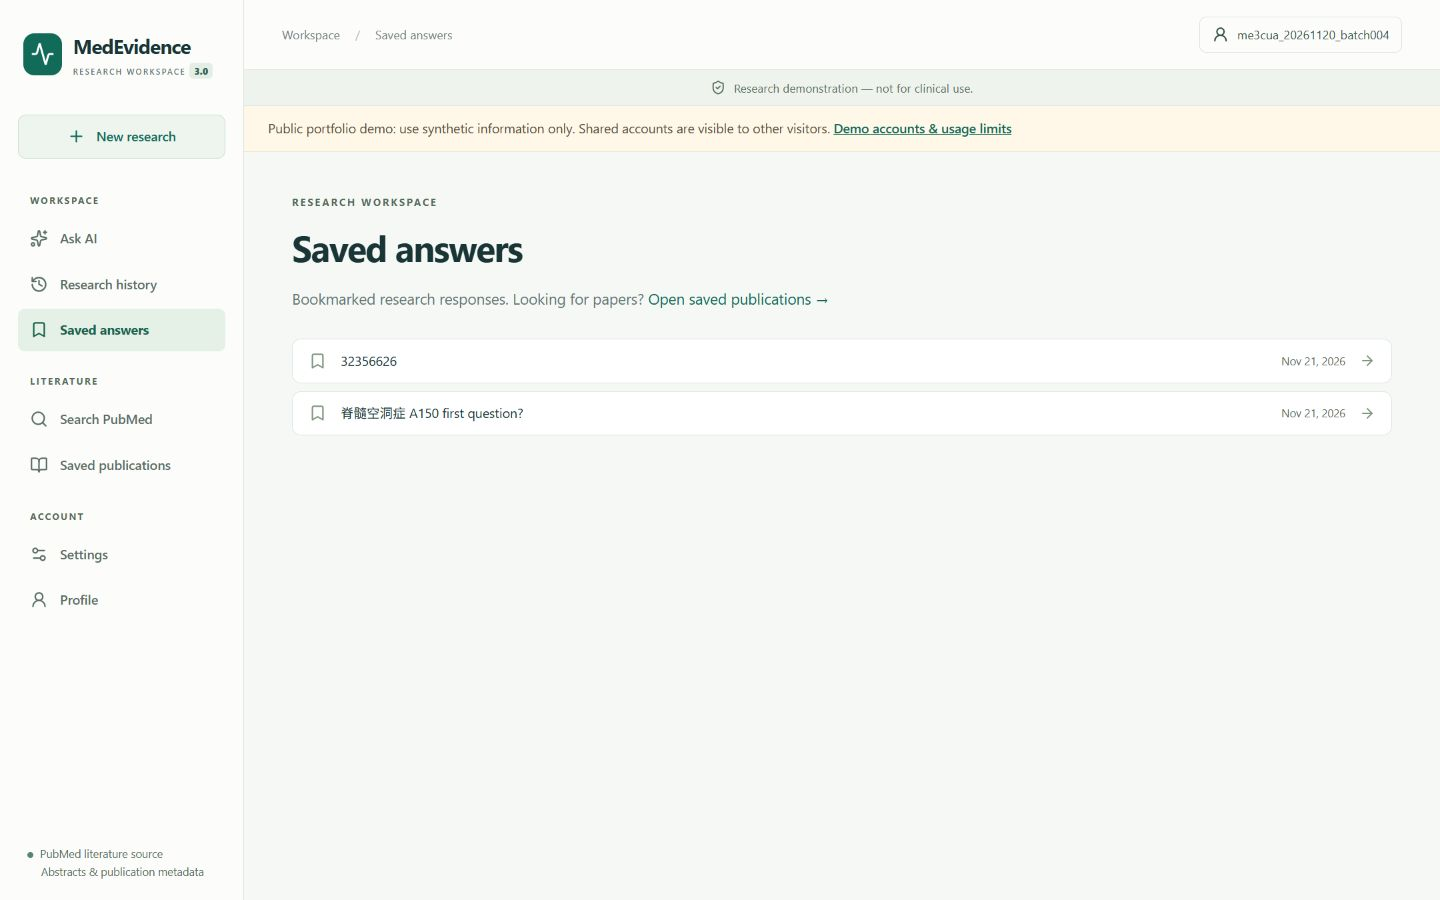 MedEvidence
RESEARCH WORKSPACE 3.0
New research
WORKSPACE
Ask AI
Research history
Saved answers
LITERATURE
Search PubMed
Saved publications
ACCOUNT
Settings
Profile
PubMed literature source
Abstracts & publication metadata
Workspace / Saved answers
me3cua_20261120_batch004
Research demonstration — not for clinical use.
Public portfolio demo: use synthetic information only. Shared accounts are visible to other visitors. Demo accounts & usage limits
RESEARCH WORKSPACE
Saved answers
Bookmarked research responses. Looking for papers? Open saved publications →
32356626 Nov 21, 2026
脊髓空洞症 A150 first question? Nov 21, 2026